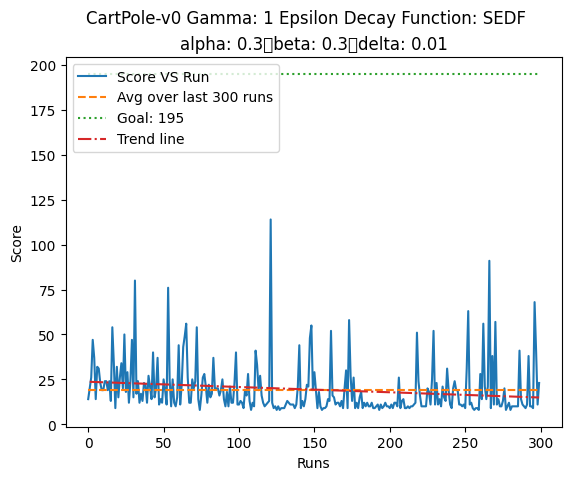 CartPole-v0 Gamma: 1 Epsilon Decay Function: SEDF
alpha: 0.3▯beta: 0.3▯delta: 0.01
200
175
150
125
100
75
50
25
0
Score
Score VS Run
Avg over last 300 runs
Goal: 195
Trend line
0 50 100 150 200 250 300
Runs